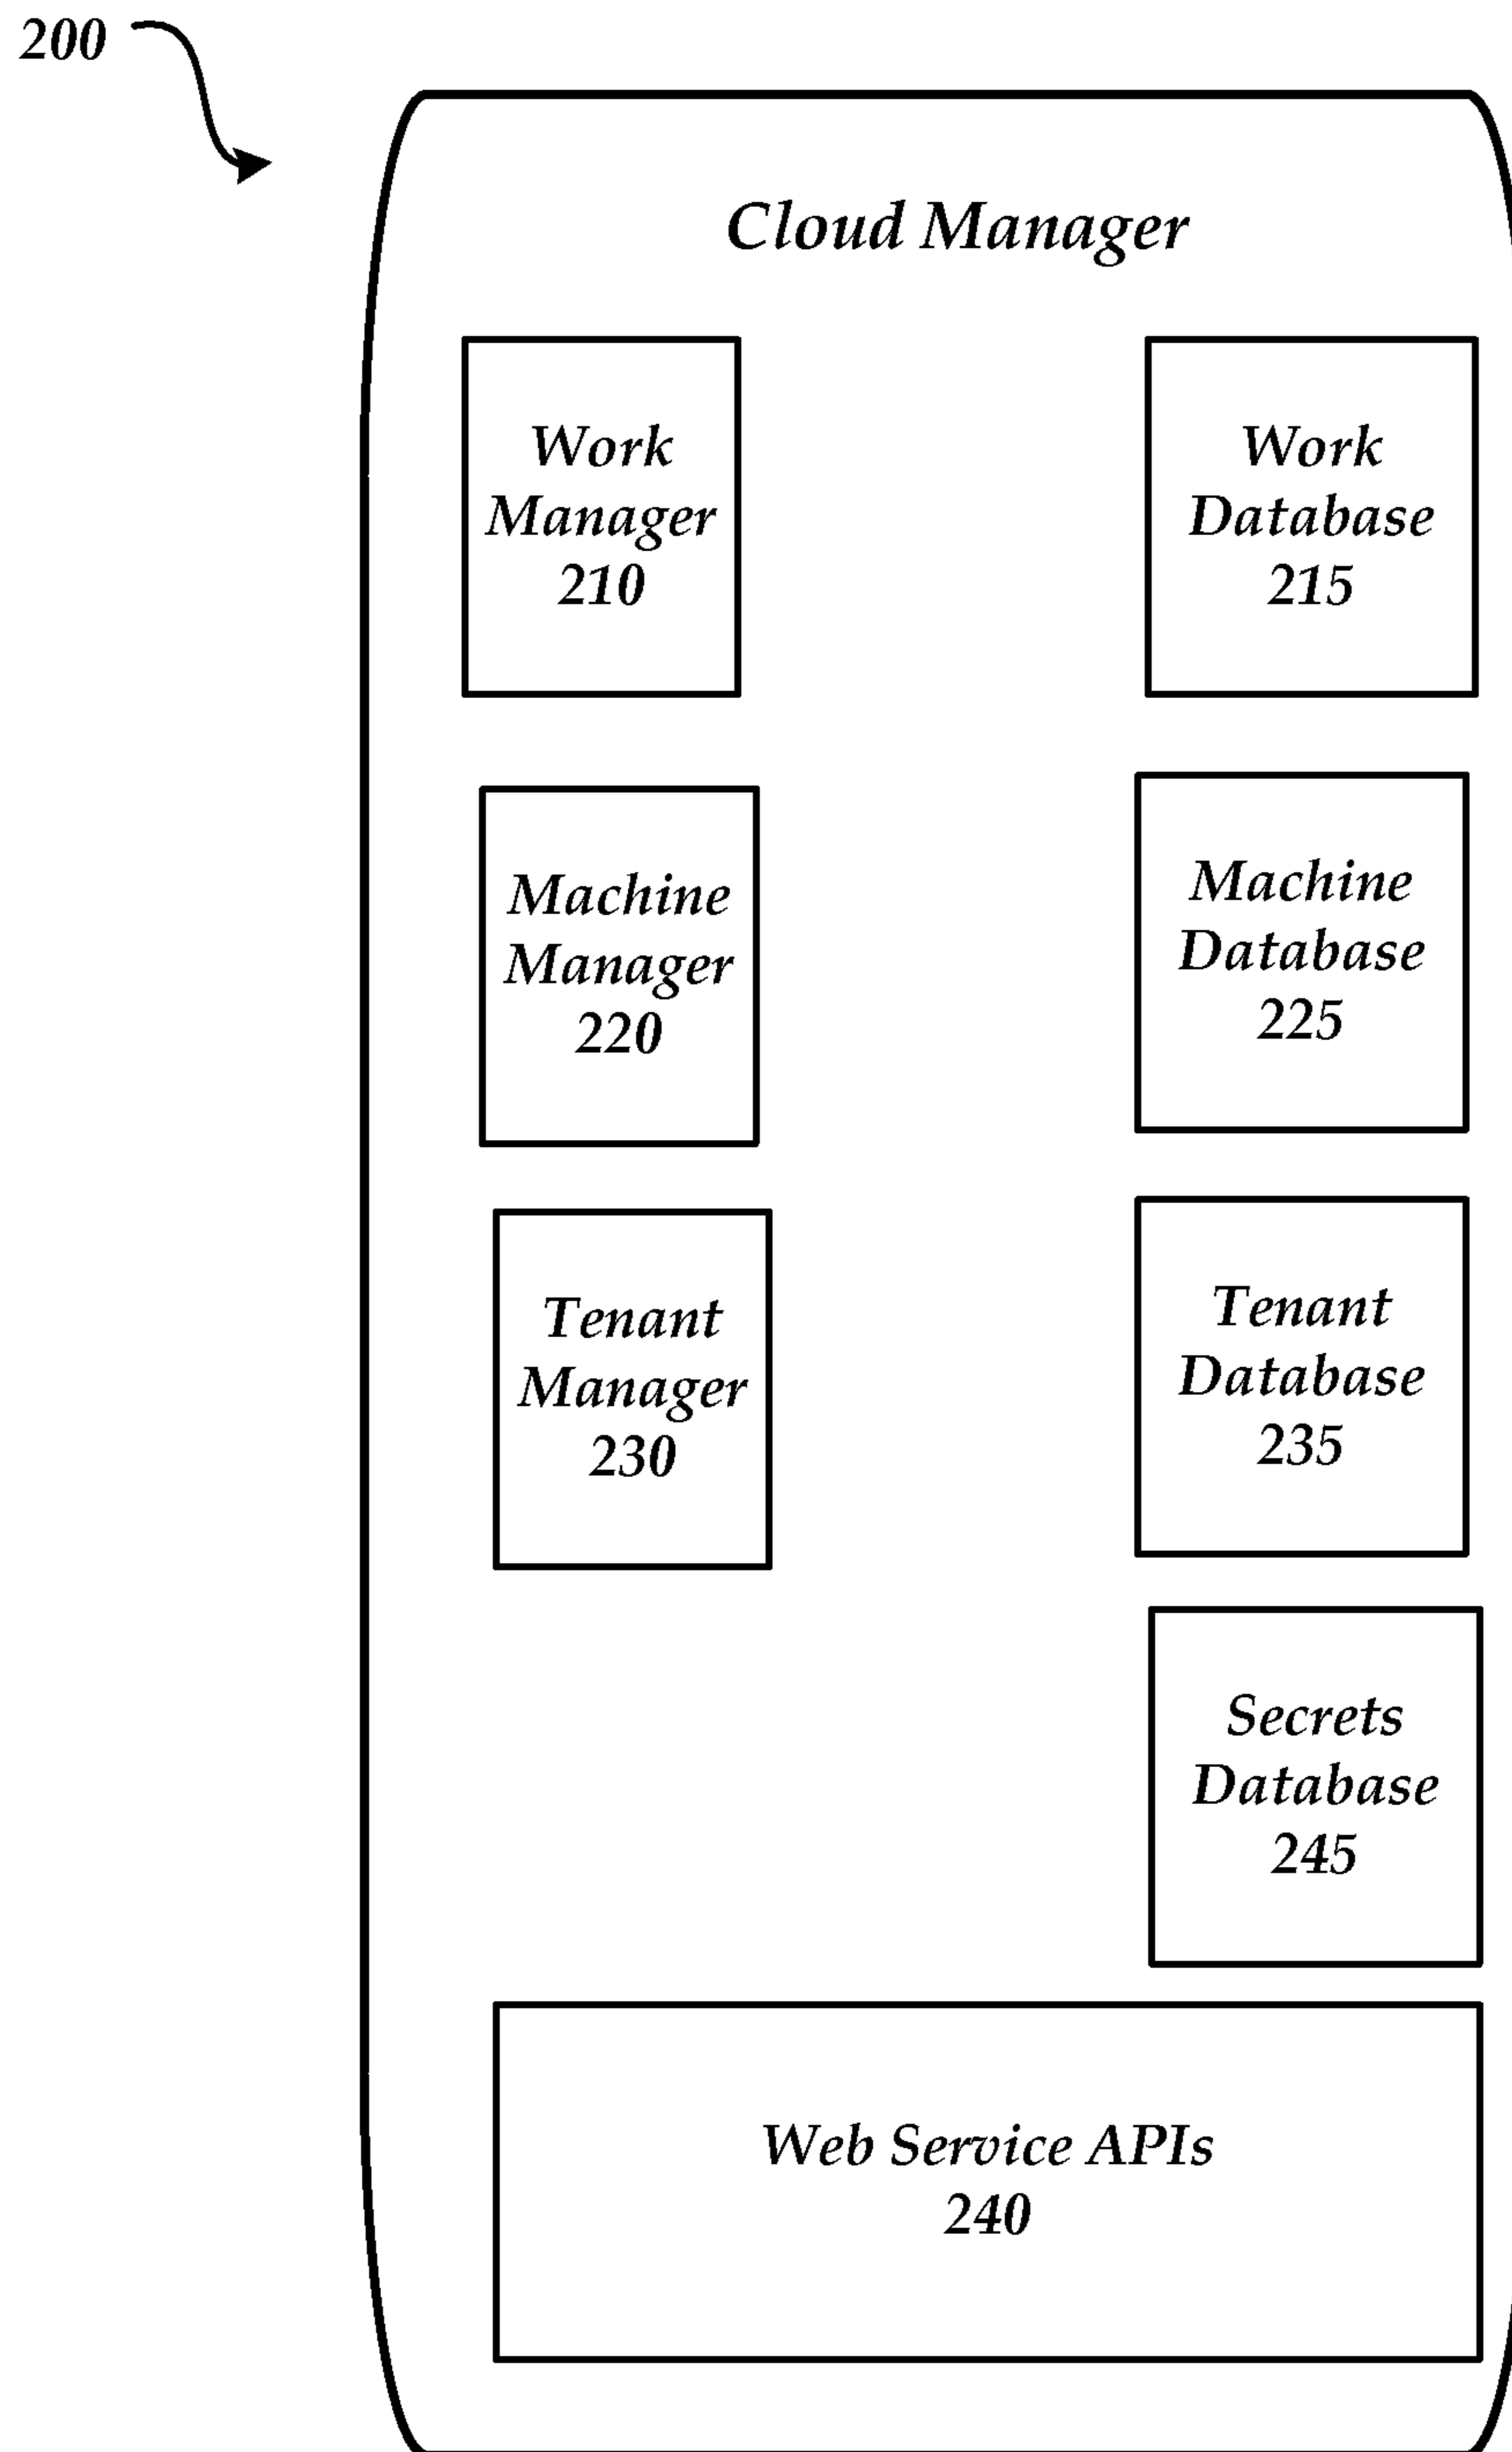 200
Cloud Manager
Work
Manager
210
Work
Database
215
Machine
Manager
220
Machine
Database
225
Tenant
Manager
230
Tenant
Database
235
Secrets
Database
245
Web Service APIs
240